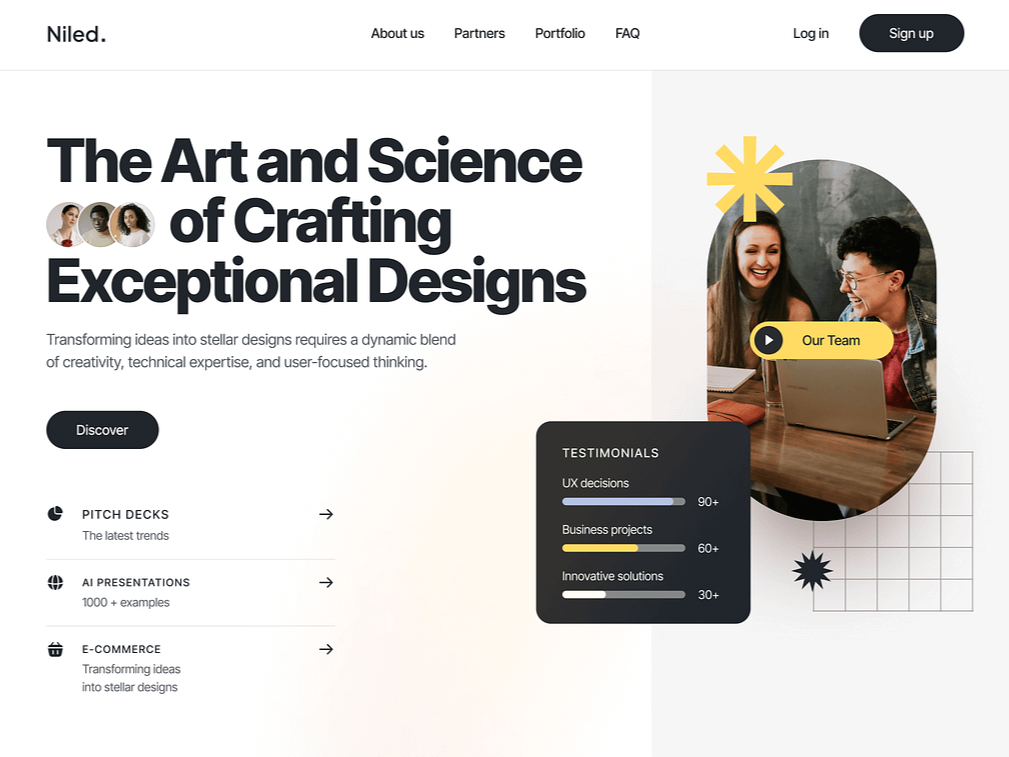 Niled.
About us
Partners
Portfolio
FAQ
Log in
Sign up
The Art and Science
of Crafting
Exceptional Designs
Transforming ideas into stellar designs requires a dynamic blend
of creativity, technical expertise, and user-focused thinking.
Discover
PITCH DECKS
The latest trends
AI PRESENTATIONS
1000 + examples
E-COMMERCE
Transforming ideas
into stellar designs
Our Team
TESTIMONIALS
UX decisions
90+
Business projects
60+
Innovative solutions
30+